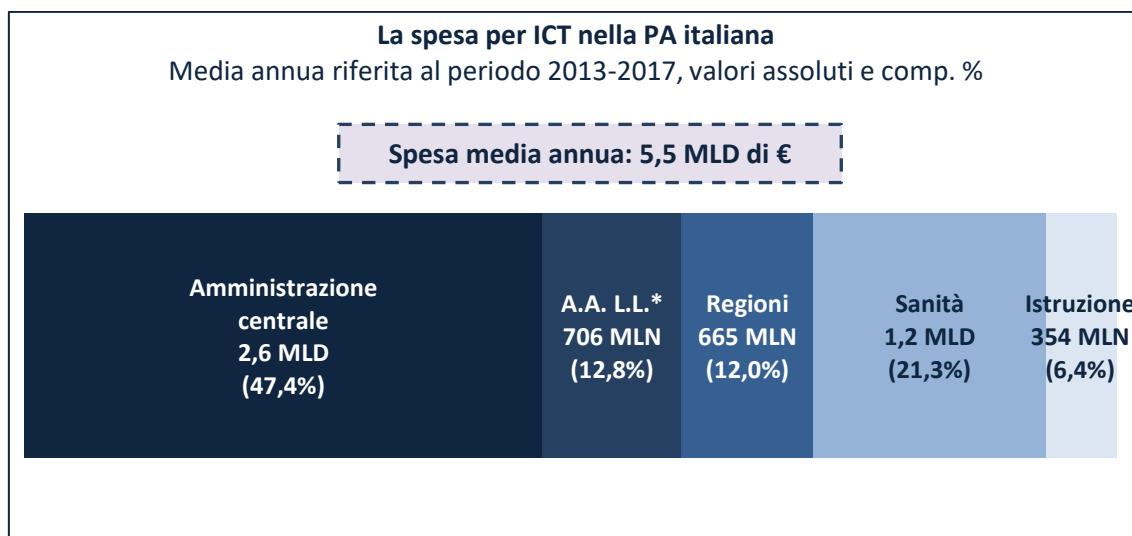 La spesa per ICT nella PA italiana
Media annua riferita al periodo 2013-2017, valori assoluti e comp. %
Spesa media annua: 5,5 MLD di €
Amministrazione
centrale
2,6 MLD
(47,4%)
A.A. L.L.*
706 MLN
(12,8%)
Regioni
665 MLN
(12,0%)
Sanità
1,2 MLD
(21,3%)
Istruzione
354 MLN
(6,4%)